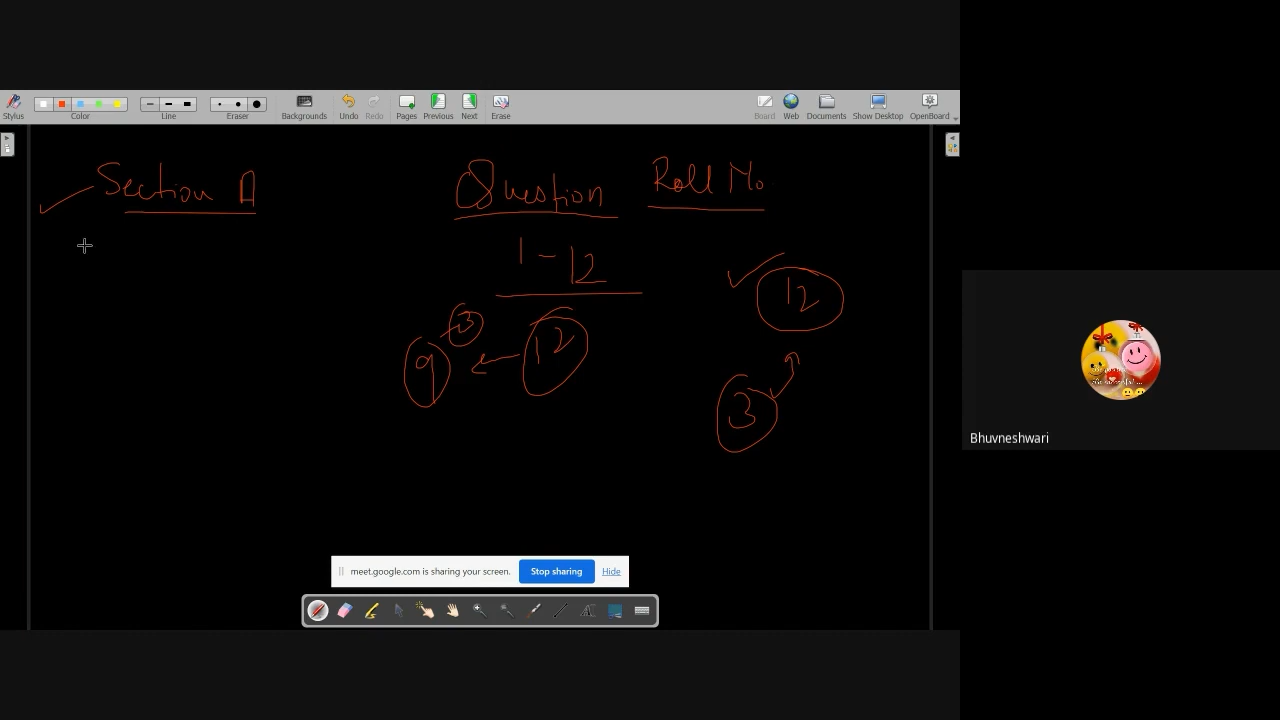 Stylus
Color
Line
Eraser
Backgrounds
Undo
Redo
Pages
Previous
Next
Erase
Board
Web
Documents
Show Desktop
OpenBoard
Section A
Question
Roll No
1 - 12
12
3
12
9
3
Bhuvneshwari
meet.google.com is sharing your screen.
Stop sharing
Hide